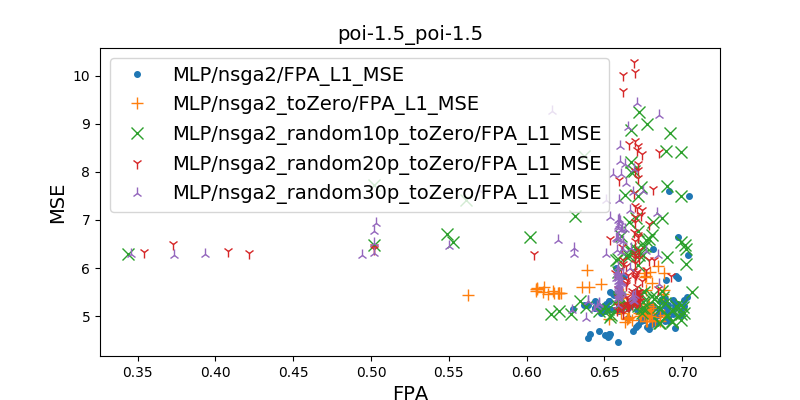 poi-1.5_poi-1.5
MLP/nsga2/FPA_L1_MSE
MLP/nsga2_toZero/FPA_L1_MSE
MLP/nsga2_random10p_toZero/FPA_L1_MSE
MLP/nsga2_random20p_toZero/FPA_L1_MSE
MLP/nsga2_random30p_toZero/FPA_L1_MSE
MSE
10
9
8
7
6
5
0.35 0.40 0.45 0.50 0.55 0.60 0.65 0.70
FPA